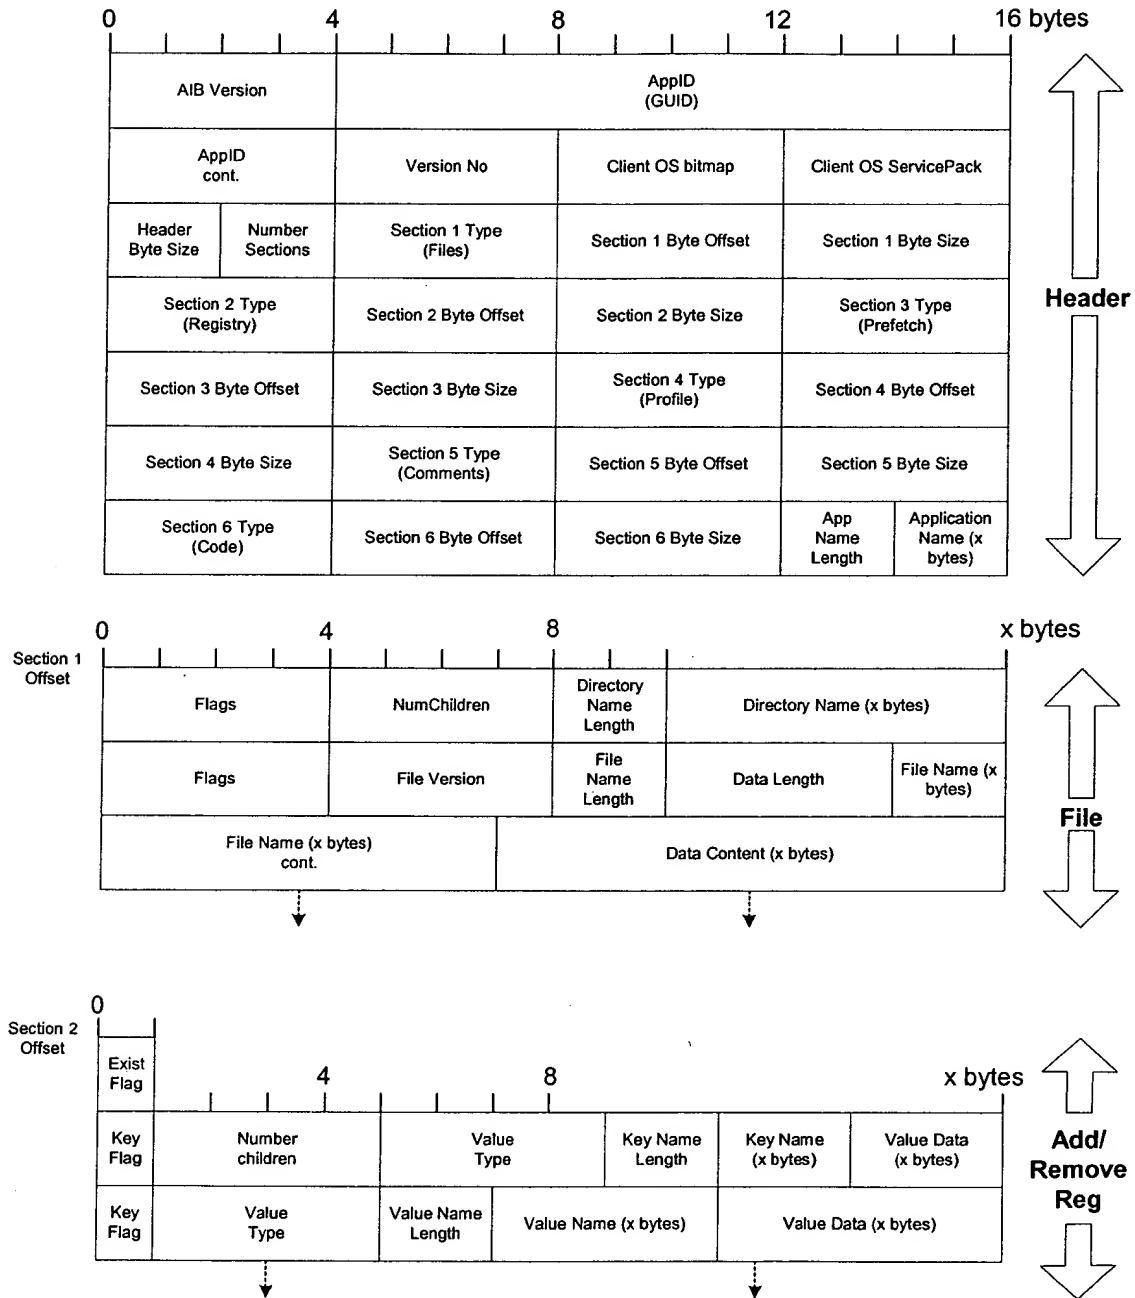 0 4 8 12 16 bytes
AIB Version
AppID
(GUID)
AppID
cont.
Version No
Client OS bitmap
Client OS ServicePack
Header
Byte Size
Number
Sections
Section 1 Type
(Files)
Section 1 Byte Offset
Section 1 Byte Size
Section 2 Type
(Registry)
Section 2 Byte Offset
Section 2 Byte Size
Section 3 Type
(Prefetch)
Header
Section 3 Byte Offset
Section 3 Byte Size
Section 4 Type
(Profile)
Section 4 Byte Offset
Section 4 Byte Size
Section 5 Type
(Comments)
Section 5 Byte Offset
Section 5 Byte Size
Section 6 Type
(Code)
Section 6 Byte Offset
Section 6 Byte Size
App
Name
Length
Application
Name (x
bytes)
0 4 8 x bytes
Section 1
Offset
Flags
NumChildren
Directory
Name
Length
Directory Name (x bytes)
Flags
File Version
File
Name
Length
Data Length
File Name (x
bytes)
File Name (x bytes)
cont.
Data Content (x bytes)
File
0
Section 2
Offset
Exist
Flag
4 8 x bytes
Key
Flag
Number
children
Value
Type
Key Name
Length
Key Name
(x bytes)
Value Data
(x bytes)
Key
Flag
Value
Type
Value Name
Length
Value Name (x bytes)
Value Data (x bytes)
Add/
Remove
Reg